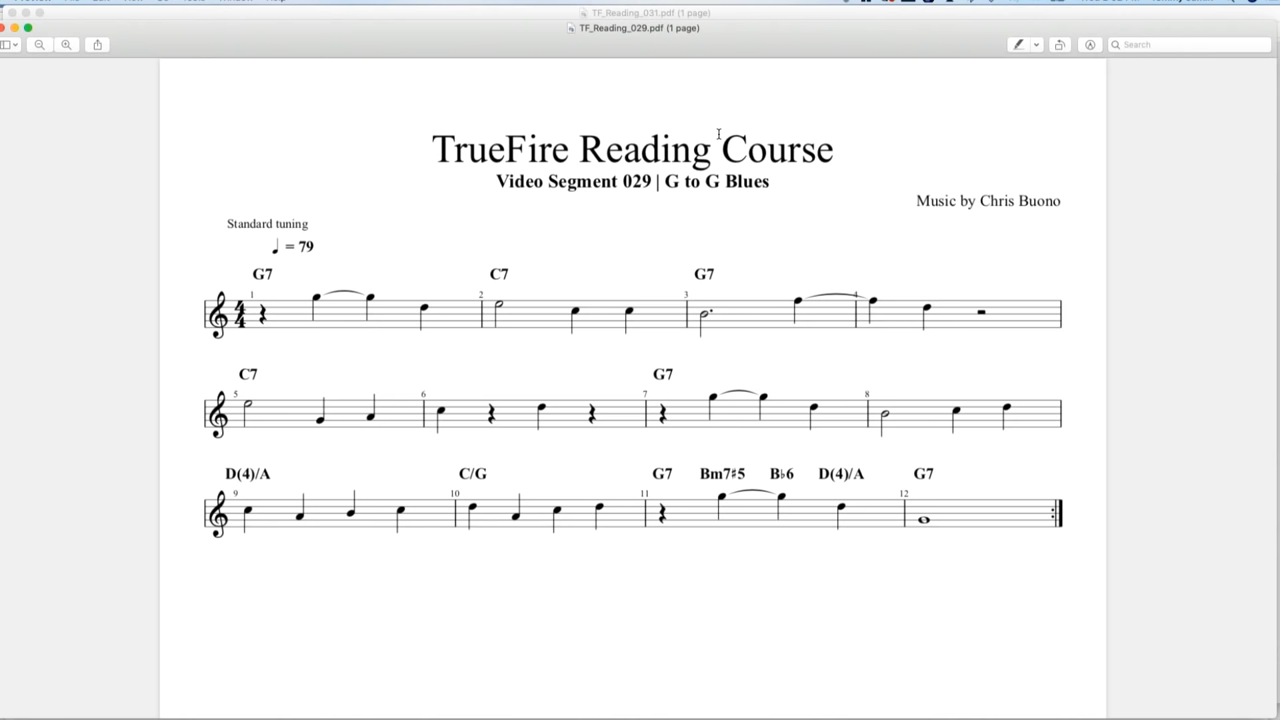 TF_Reading_031.pdf (1 page)
TF_Reading_029.pdf (1 page)
Search
TrueFire Reading Course
Video Segment 029 | G to G Blues
Music by Chris Buono
Standard tuning
♩ = 79
G7 C7 G7
1 2 3 4
C7 G7
5 6 7 8
D(4)/A C/G G7 Bm7♯5 B♭6 D(4)/A G7
9 10 11 12